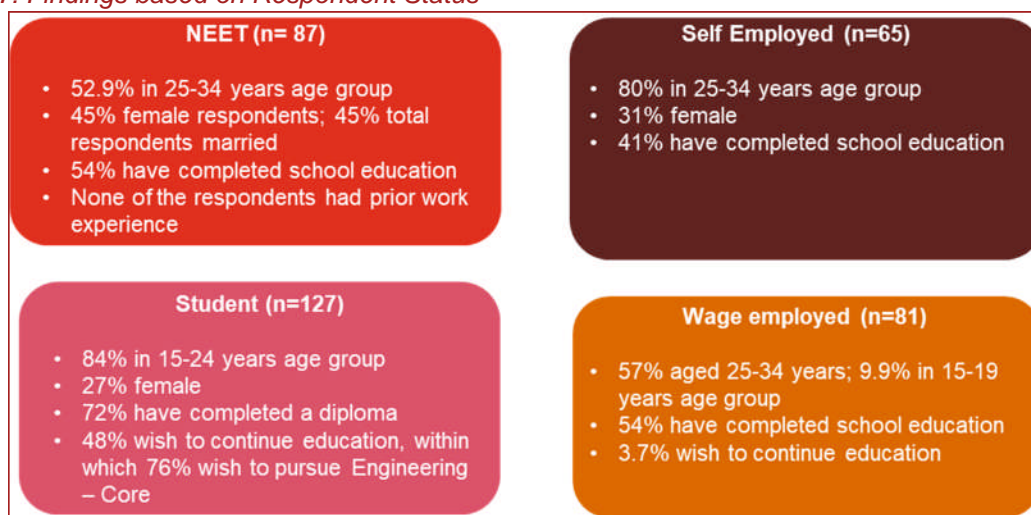 Findings based on Respondent Status
NEET (n= 87)
• 52.9% in 25-34 years age group
• 45% female respondents; 45% total
respondents married
• 54% have completed school education
• None of the respondents had prior work
experience
Self Employed (n=65)
• 80% in 25-34 years age group
• 31% female
• 41% have completed school education
Student (n=127)
• 84% in 15-24 years age group
• 27% female
• 72% have completed a diploma
• 48% wish to continue education, within
which 76% wish to pursue Engineering
– Core
Wage employed (n=81)
• 57% aged 25-34 years; 9.9% in 15-19
years age group
• 54% have completed school education
• 3.7% wish to continue education